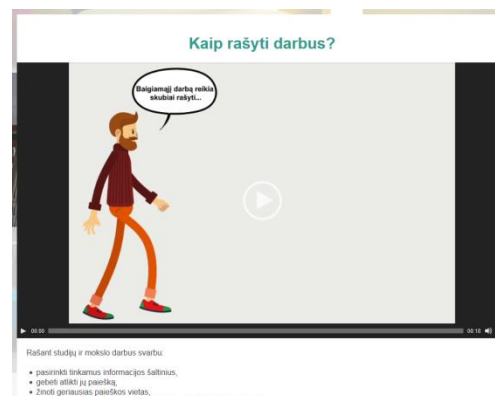 Kaip rašyti darbus?
Baigiamąjį darbą reikia
skubiai rašyti...
00:00
00:18
Rašant studijų ir mokslo darbus svarbu:
• pasirinkti tinkamus informacijos šaltinius,
• gebėti atlikti jų paiešką,
• žinoti geriausias paieškos vietas,